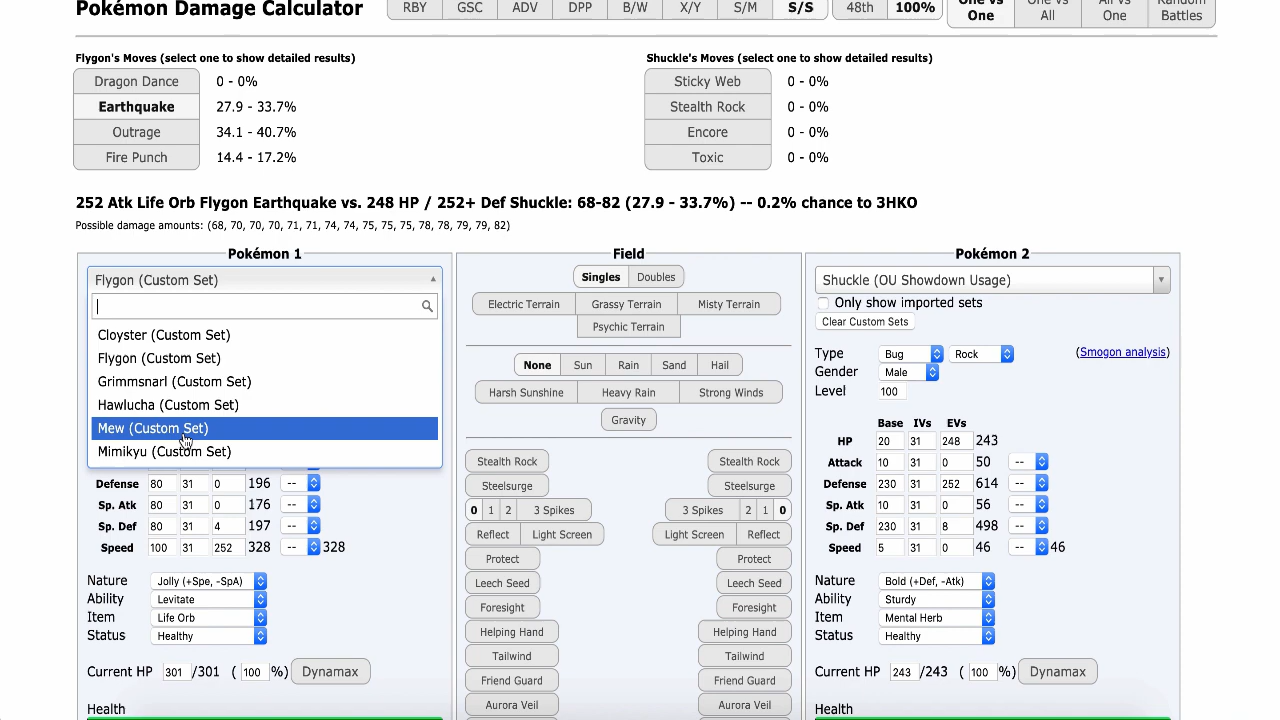 Pokémon Damage Calculator
RBY GSC ADV DPP B/W X/Y S/M S/S 48th 100% One vs One One vs All All vs One Random Battles
Flygon's Moves (select one to show detailed results)
Dragon Dance 0 - 0%
Earthquake 27.9 - 33.7%
Outrage 34.1 - 40.7%
Fire Punch 14.4 - 17.2%
Shuckle's Moves (select one to show detailed results)
Sticky Web 0 - 0%
Stealth Rock 0 - 0%
Encore 0 - 0%
Toxic 0 - 0%
252 Atk Life Orb Flygon Earthquake vs. 248 HP / 252+ Def Shuckle: 68-82 (27.9 - 33.7%) -- 0.2% chance to 3HKO
Possible damage amounts: (68, 70, 70, 70, 71, 71, 74, 74, 75, 75, 75, 78, 78, 79, 79, 82)
Pokémon 1
Flygon (Custom Set)
Cloyster (Custom Set)
Flygon (Custom Set)
Grimmsnarl (Custom Set)
Hawlucha (Custom Set)
Mew (Custom Set)
Mimikyu (Custom Set)
Defense 80 31 0 196 --
Sp. Atk 80 31 0 176 --
Sp. Def 80 31 4 197 --
Speed 100 31 252 328 -- 328
Nature Jolly (+Spe, -SpA)
Ability Levitate
Item Life Orb
Status Healthy
Current HP 301 /301 ( 100 %) Dynamax
Health
Field
Singles Doubles
Electric Terrain Grassy Terrain Misty Terrain
Psychic Terrain
None Sun Rain Sand Hail
Harsh Sunshine Heavy Rain Strong Winds
Gravity
Stealth Rock Stealth Rock
Steelsurge Steelsurge
0 1 2 3 Spikes 3 Spikes 2 1 0
Reflect Light Screen Light Screen Reflect
Protect Protect
Leech Seed Leech Seed
Foresight Foresight
Helping Hand Helping Hand
Tailwind Tailwind
Friend Guard Friend Guard
Aurora Veil Aurora Veil
Pokémon 2
Shuckle (OU Showdown Usage)
Only show imported sets
Clear Custom Sets
Type Bug Rock (Smogon analysis)
Gender Male
Level 100
Base IVs EVs
HP 20 31 248 243
Attack 10 31 0 50 --
Defense 230 31 252 614 --
Sp. Atk 10 31 0 56 --
Sp. Def 230 31 8 498 --
Speed 5 31 0 46 -- 46
Nature Bold (+Def, -Atk)
Ability Sturdy
Item Mental Herb
Status Healthy
Current HP 243 /243 ( 100 %) Dynamax
Health